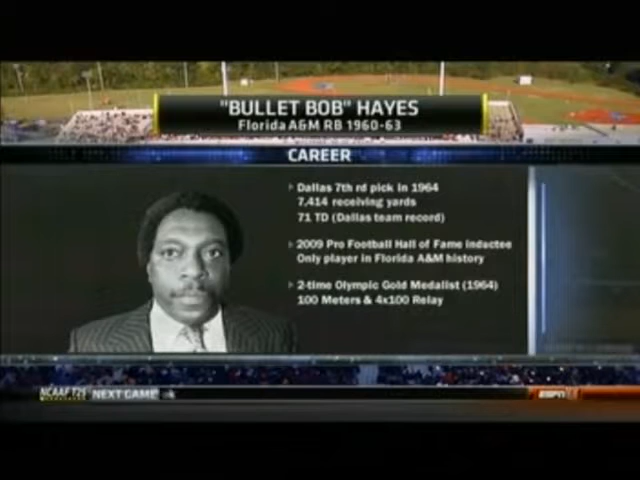 "BULLET BOB" HAYES
Florida A&M RB 1960-63
CAREER
Dallas 7th rd pick in 1964
7,414 receiving yards
71 TD (Dallas team record)
2009 Pro Football Hall of Fame inductee
Only player in Florida A&M history
2-time Olympic Gold Medalist (1964)
100 Meters & 4x100 Relay
NCAAF T25 NEXT GAME ESPN